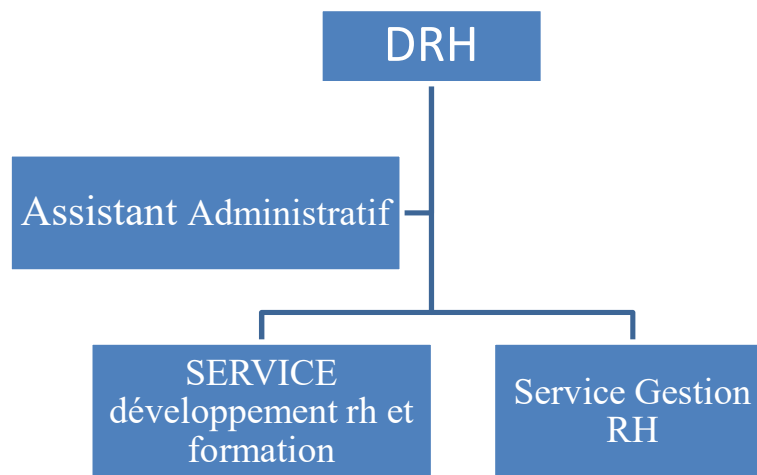 DRH
Assistant Administratif
SERVICE
développement rh et
formation
Service Gestion
RH